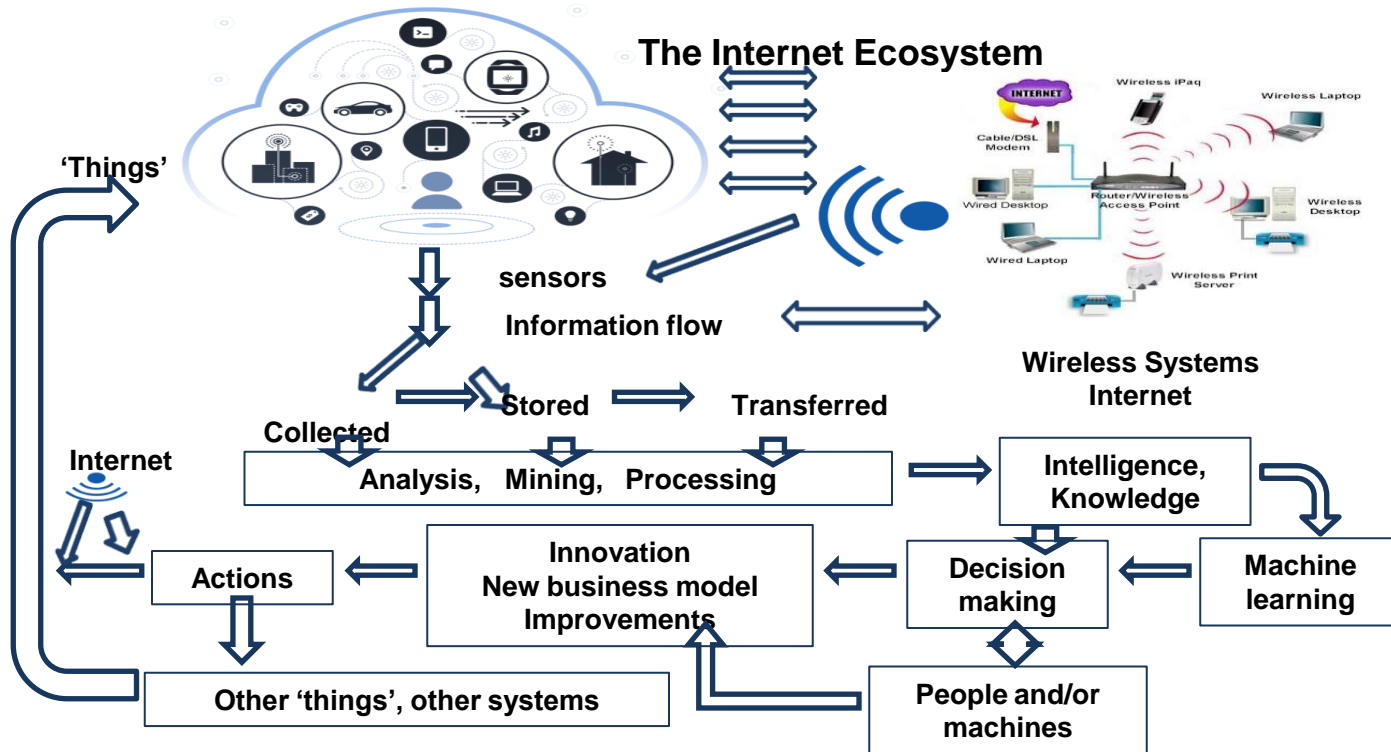 The Internet Ecosystem
Wireless iPaq
INTERNET
Wireless Laptop
Cable/DSL
Modem
‘Things’
Router/Wireless
Access Point
Wired Desktop
Wireless
Desktop
Wired Laptop
Wireless Print
Server
sensors
Information flow
Wireless Systems
Internet
Stored
Transferred
Collected
Internet
Analysis, Mining, Processing
Intelligence,
Knowledge
Actions
Innovation
New business model
Improvements
Decision
making
Machine
learning
Other ‘things’, other systems
People and/or
machines